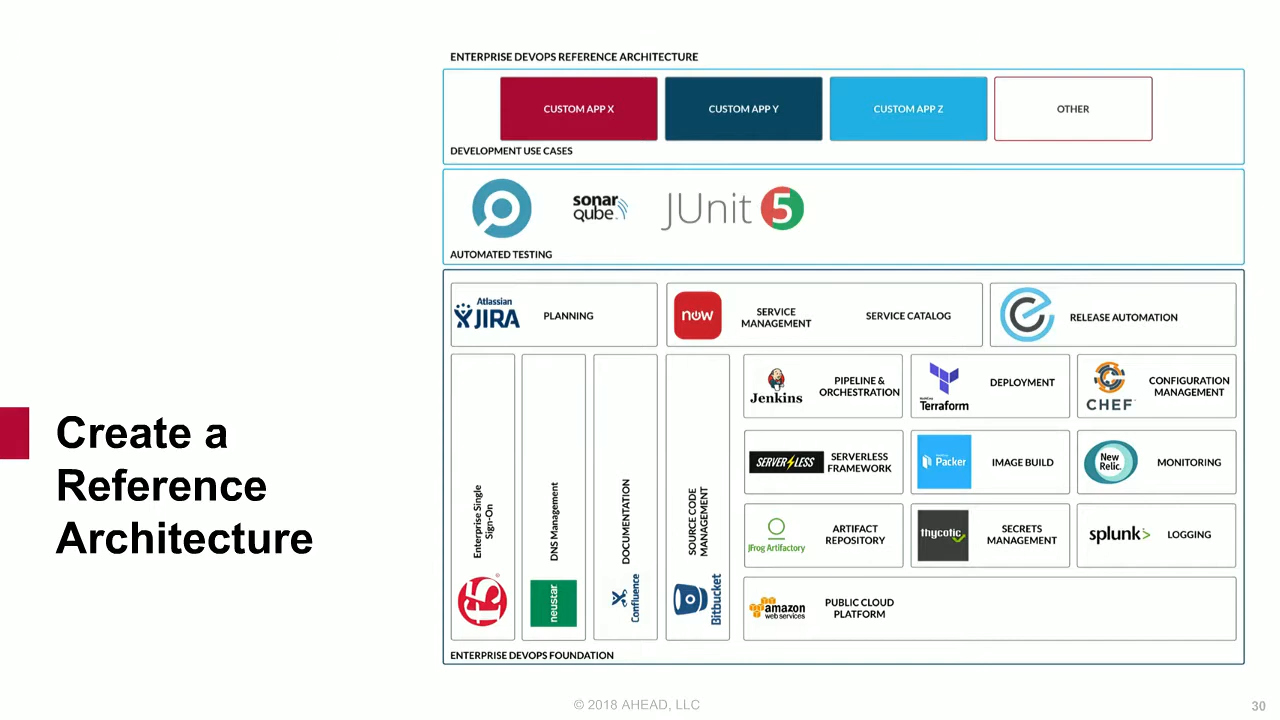 ENTERPRISE DEVOPS REFERENCE ARCHITECTURE
CUSTOM APP X
CUSTOM APP Y
CUSTOM APP Z
OTHER
DEVELOPMENT USE CASES
sonar
qube
JUnit 5
AUTOMATED TESTING
Atlassian
JIRA
PLANNING
now
SERVICE
MANAGEMENT
SERVICE CATALOG
RELEASE AUTOMATION
Enterprise Single
Sign-On
f5
DNS Management
neustar
DOCUMENTATION
Confluence
SOURCE CODE
MANAGEMENT
Bitbucket
Jenkins
PIPELINE &
ORCHESTRATION
Terraform
DEPLOYMENT
CHEF
CONFIGURATION
MANAGEMENT
SERVERLESS
SERVERLESS
FRAMEWORK
Packer
IMAGE BUILD
New
Relic.
MONITORING
JFrog Artifactory
ARTIFACT
REPOSITORY
thycotic
SECRETS
MANAGEMENT
splunk>
LOGGING
amazon
web services
PUBLIC CLOUD
PLATFORM
ENTERPRISE DEVOPS FOUNDATION
Create a
Reference
Architecture
© 2018 AHEAD, LLC
30